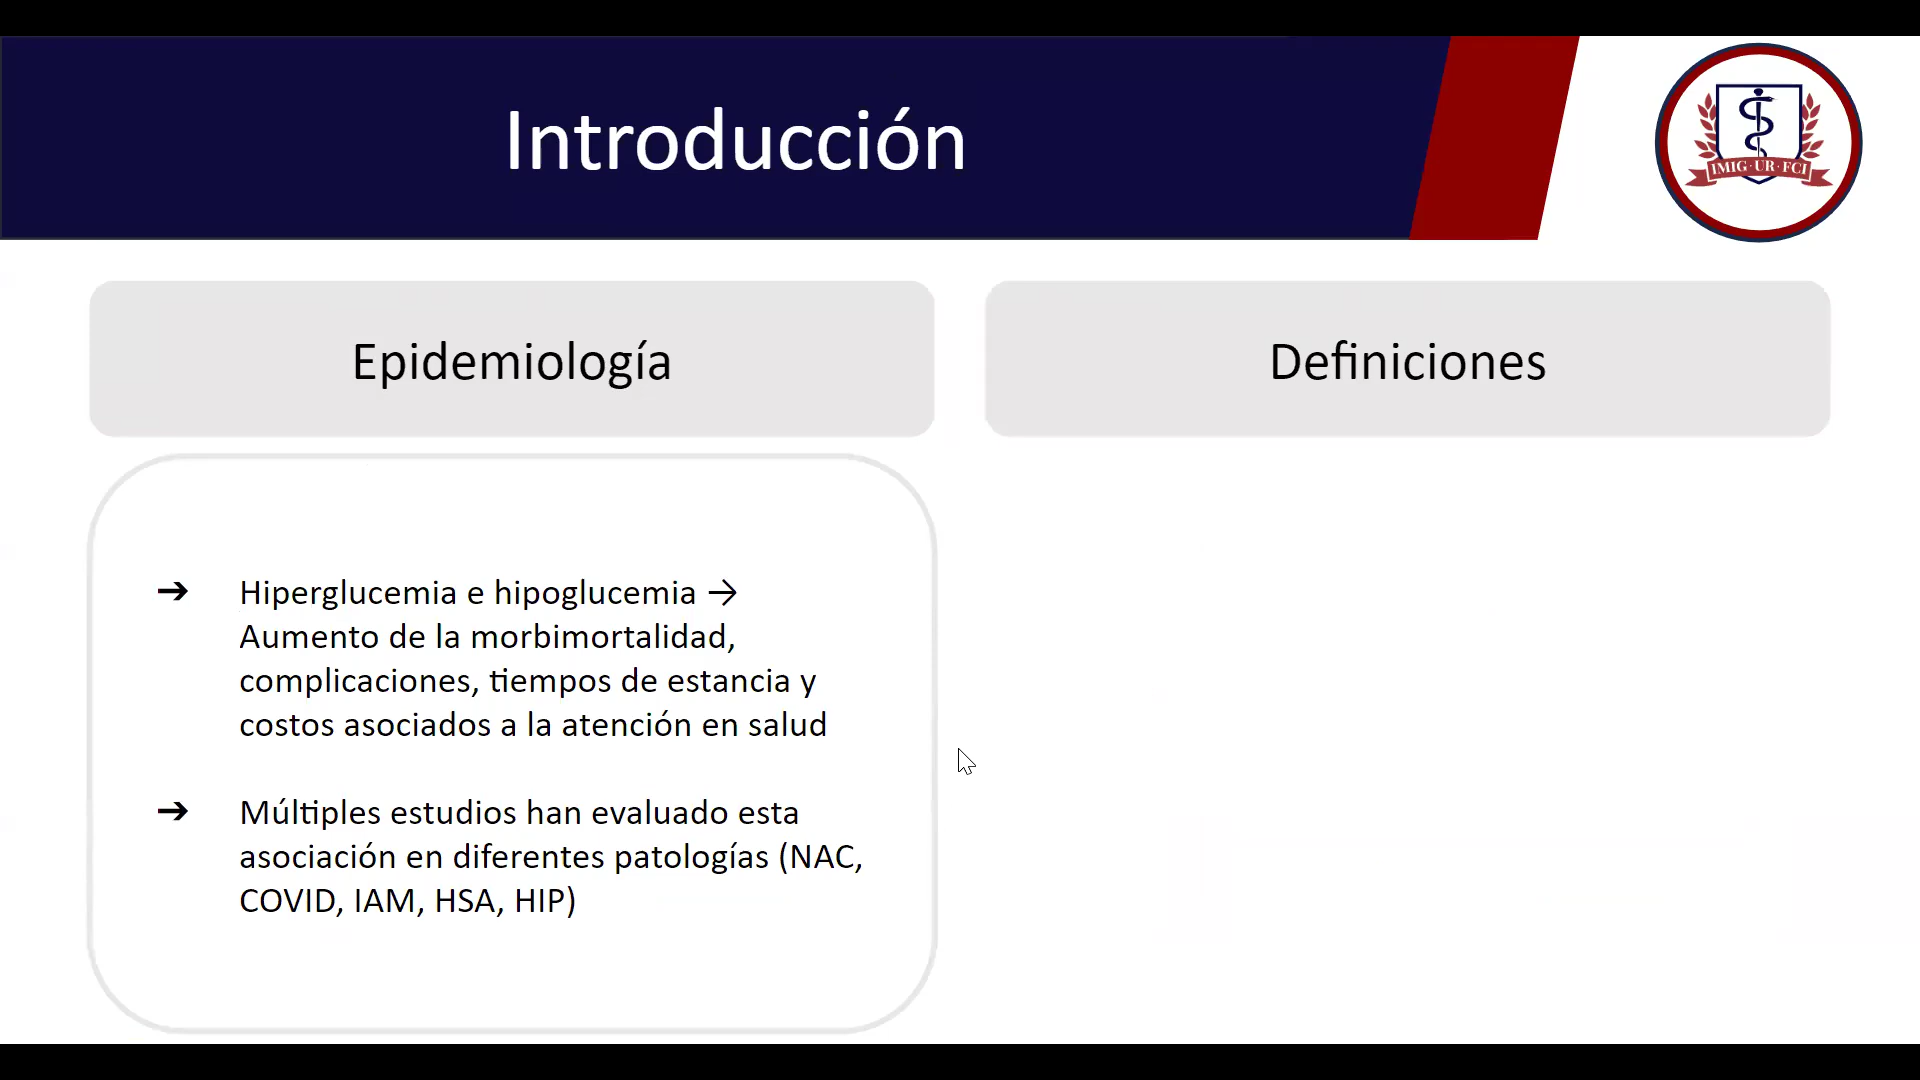 Introducción
IMIG·UR·FCI
Epidemiología
Definiciones
➔ Hiperglucemia e hipoglucemia →
Aumento de la morbimortalidad,
complicaciones, tiempos de estancia y
costos asociados a la atención en salud
➔ Múltiples estudios han evaluado esta
asociación en diferentes patologías (NAC,
COVID, IAM, HSA, HIP)